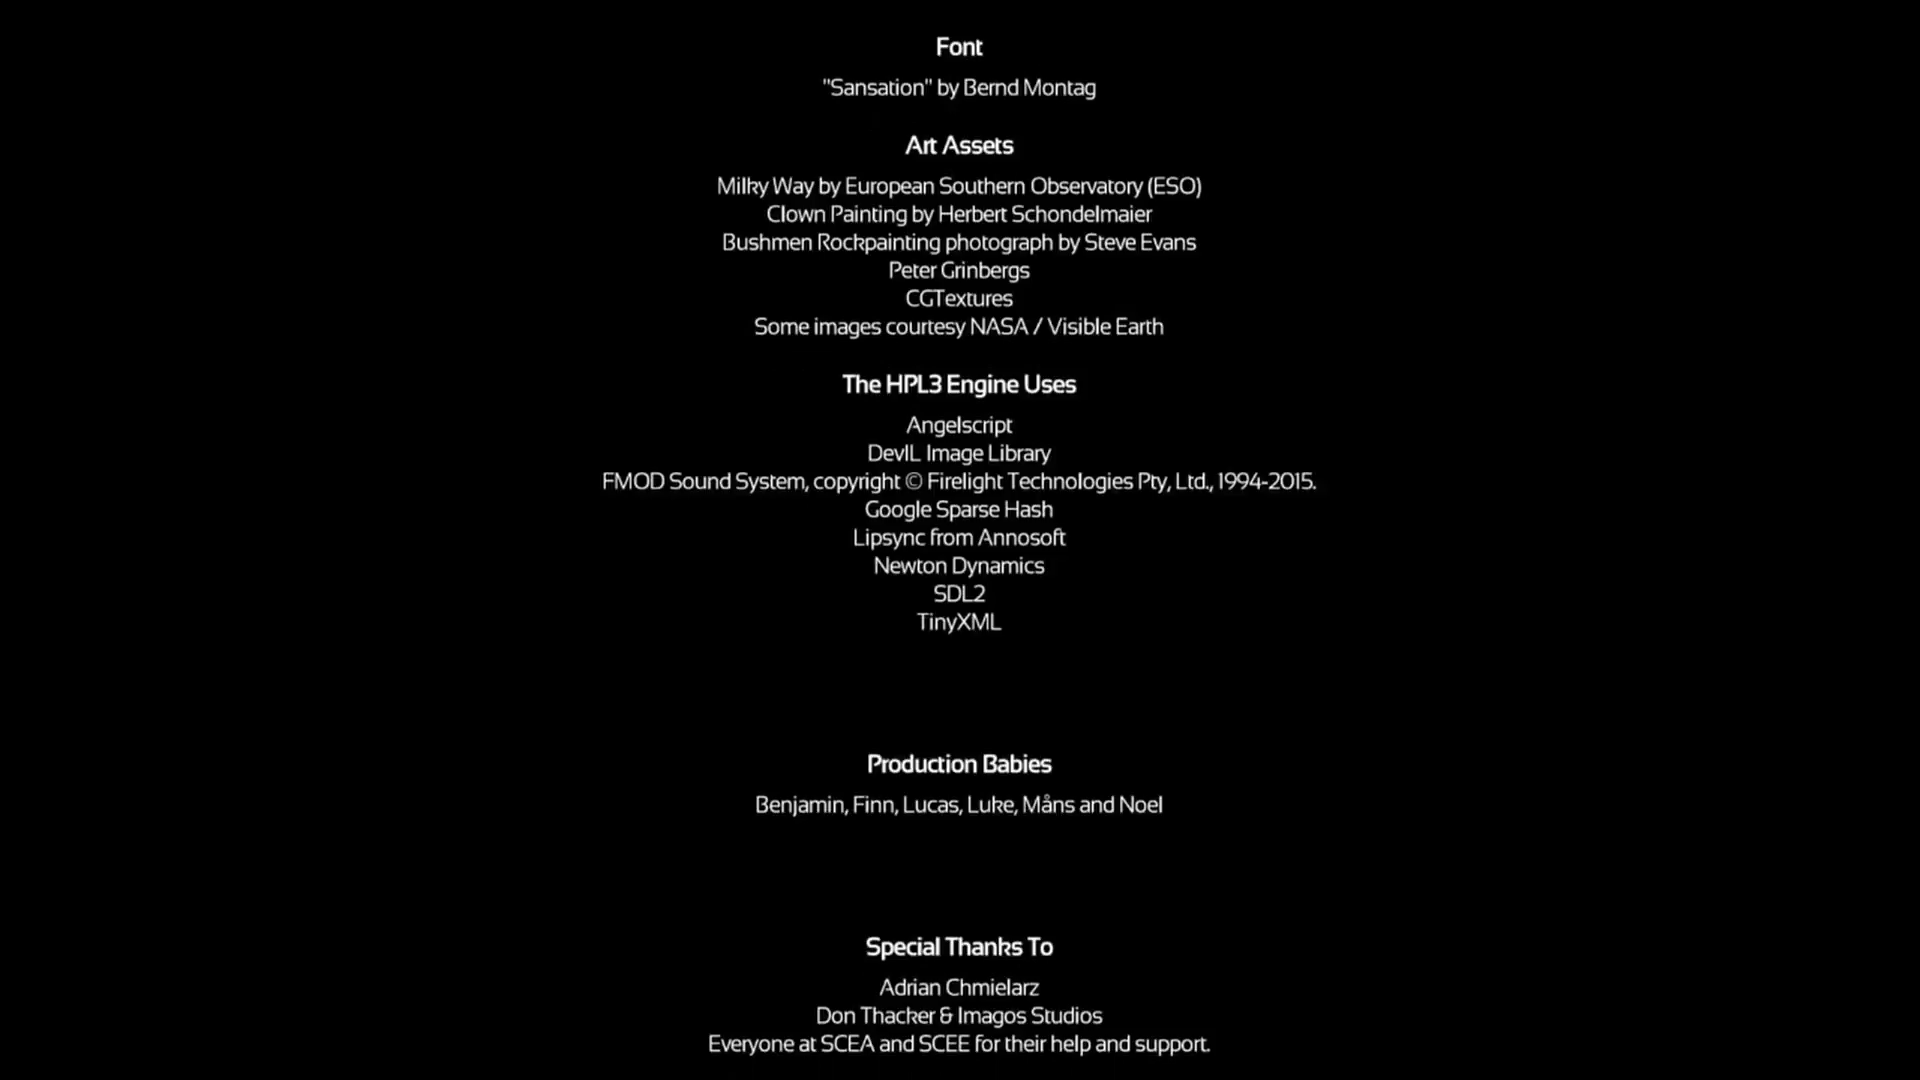 Font
"Sansation" by Bernd Montag
Art Assets
Milky Way by European Southern Observatory (ESO)
Clown Painting by Herbert Schondelmaier
Bushmen Rockpainting photograph by Steve Evans
Peter Grinbergs
CGTextures
Some images courtesy NASA / Visible Earth
The HPL3 Engine Uses
Angelscript
DevIL Image Library
FMOD Sound System, copyright © Firelight Technologies Pty, Ltd., 1994-2015.
Google Sparse Hash
Lipsync from Annosoft
Newton Dynamics
SDL2
TinyXML
Production Babies
Benjamin, Finn, Lucas, Luke, Måns and Noel
Special Thanks To
Adrian Chmielarz
Don Thacker & Imagos Studios
Everyone at SCEA and SCEE for their help and support.